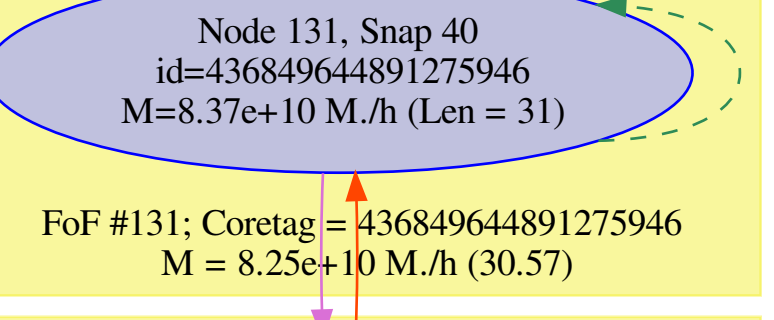 Node 131, Snap 40
id=436849644891275946
M=8.37e+10 M./h (Len = 31)
FoF #131; Coretag = 436849644891275946
M = 8.25e+10 M./h (30.57)